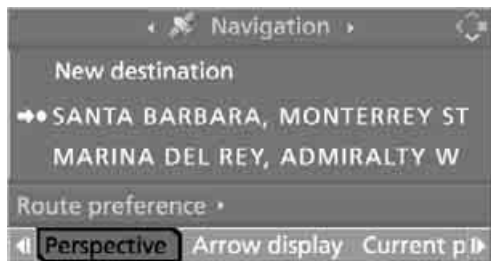 Navigation
New destination
SANTA BARBARA, MONTERREY ST
MARINA DEL REY, ADMIRALTY W
Route preference
Perspective Arrow display Current p